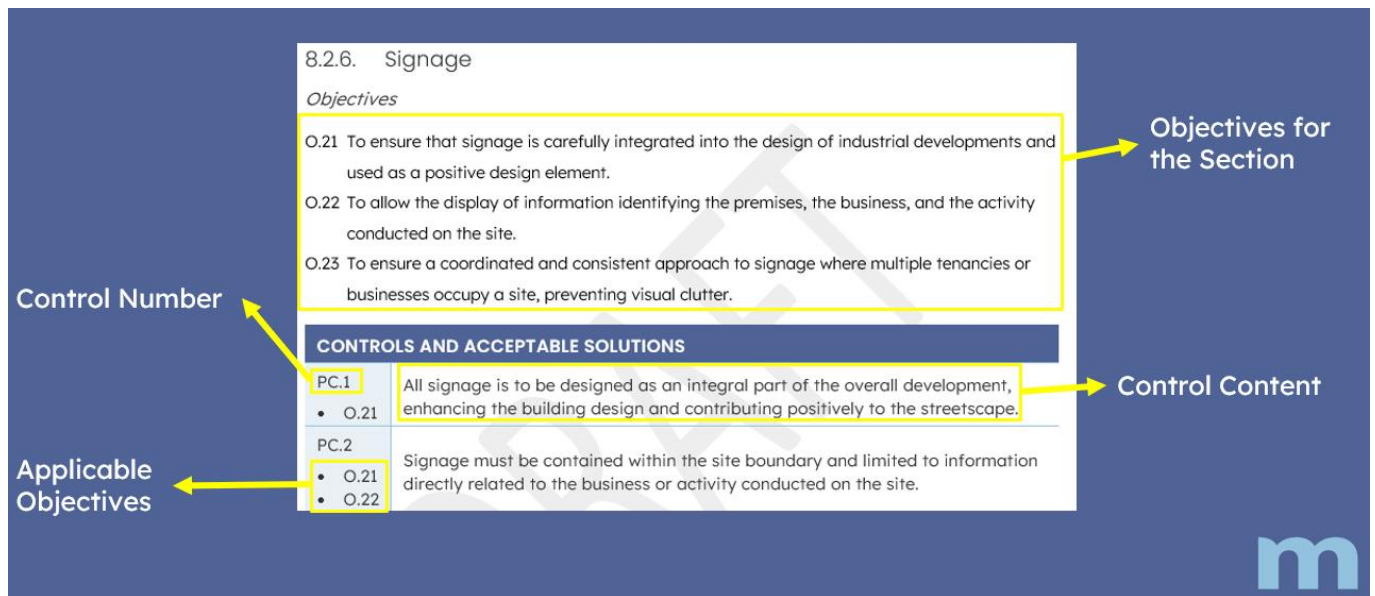 8.2.6. Signage
Objectives
O.21 To ensure that signage is carefully integrated into the design of industrial developments and
used as a positive design element.
O.22 To allow the display of information identifying the premises, the business, and the activity
conducted on the site.
O.23 To ensure a coordinated and consistent approach to signage where multiple tenancies or
businesses occupy a site, preventing visual clutter.
Objectives for
the Section
Control Number
CONTROLS AND ACCEPTABLE SOLUTIONS
PC.1
• O.21
All signage is to be designed as an integral part of the overall development,
enhancing the building design and contributing positively to the streetscape.
Control Content
PC.2
• O.21
• O.22
Signage must be contained within the site boundary and limited to information
directly related to the business or activity conducted on the site.
Applicable
Objectives
DRAFT
m